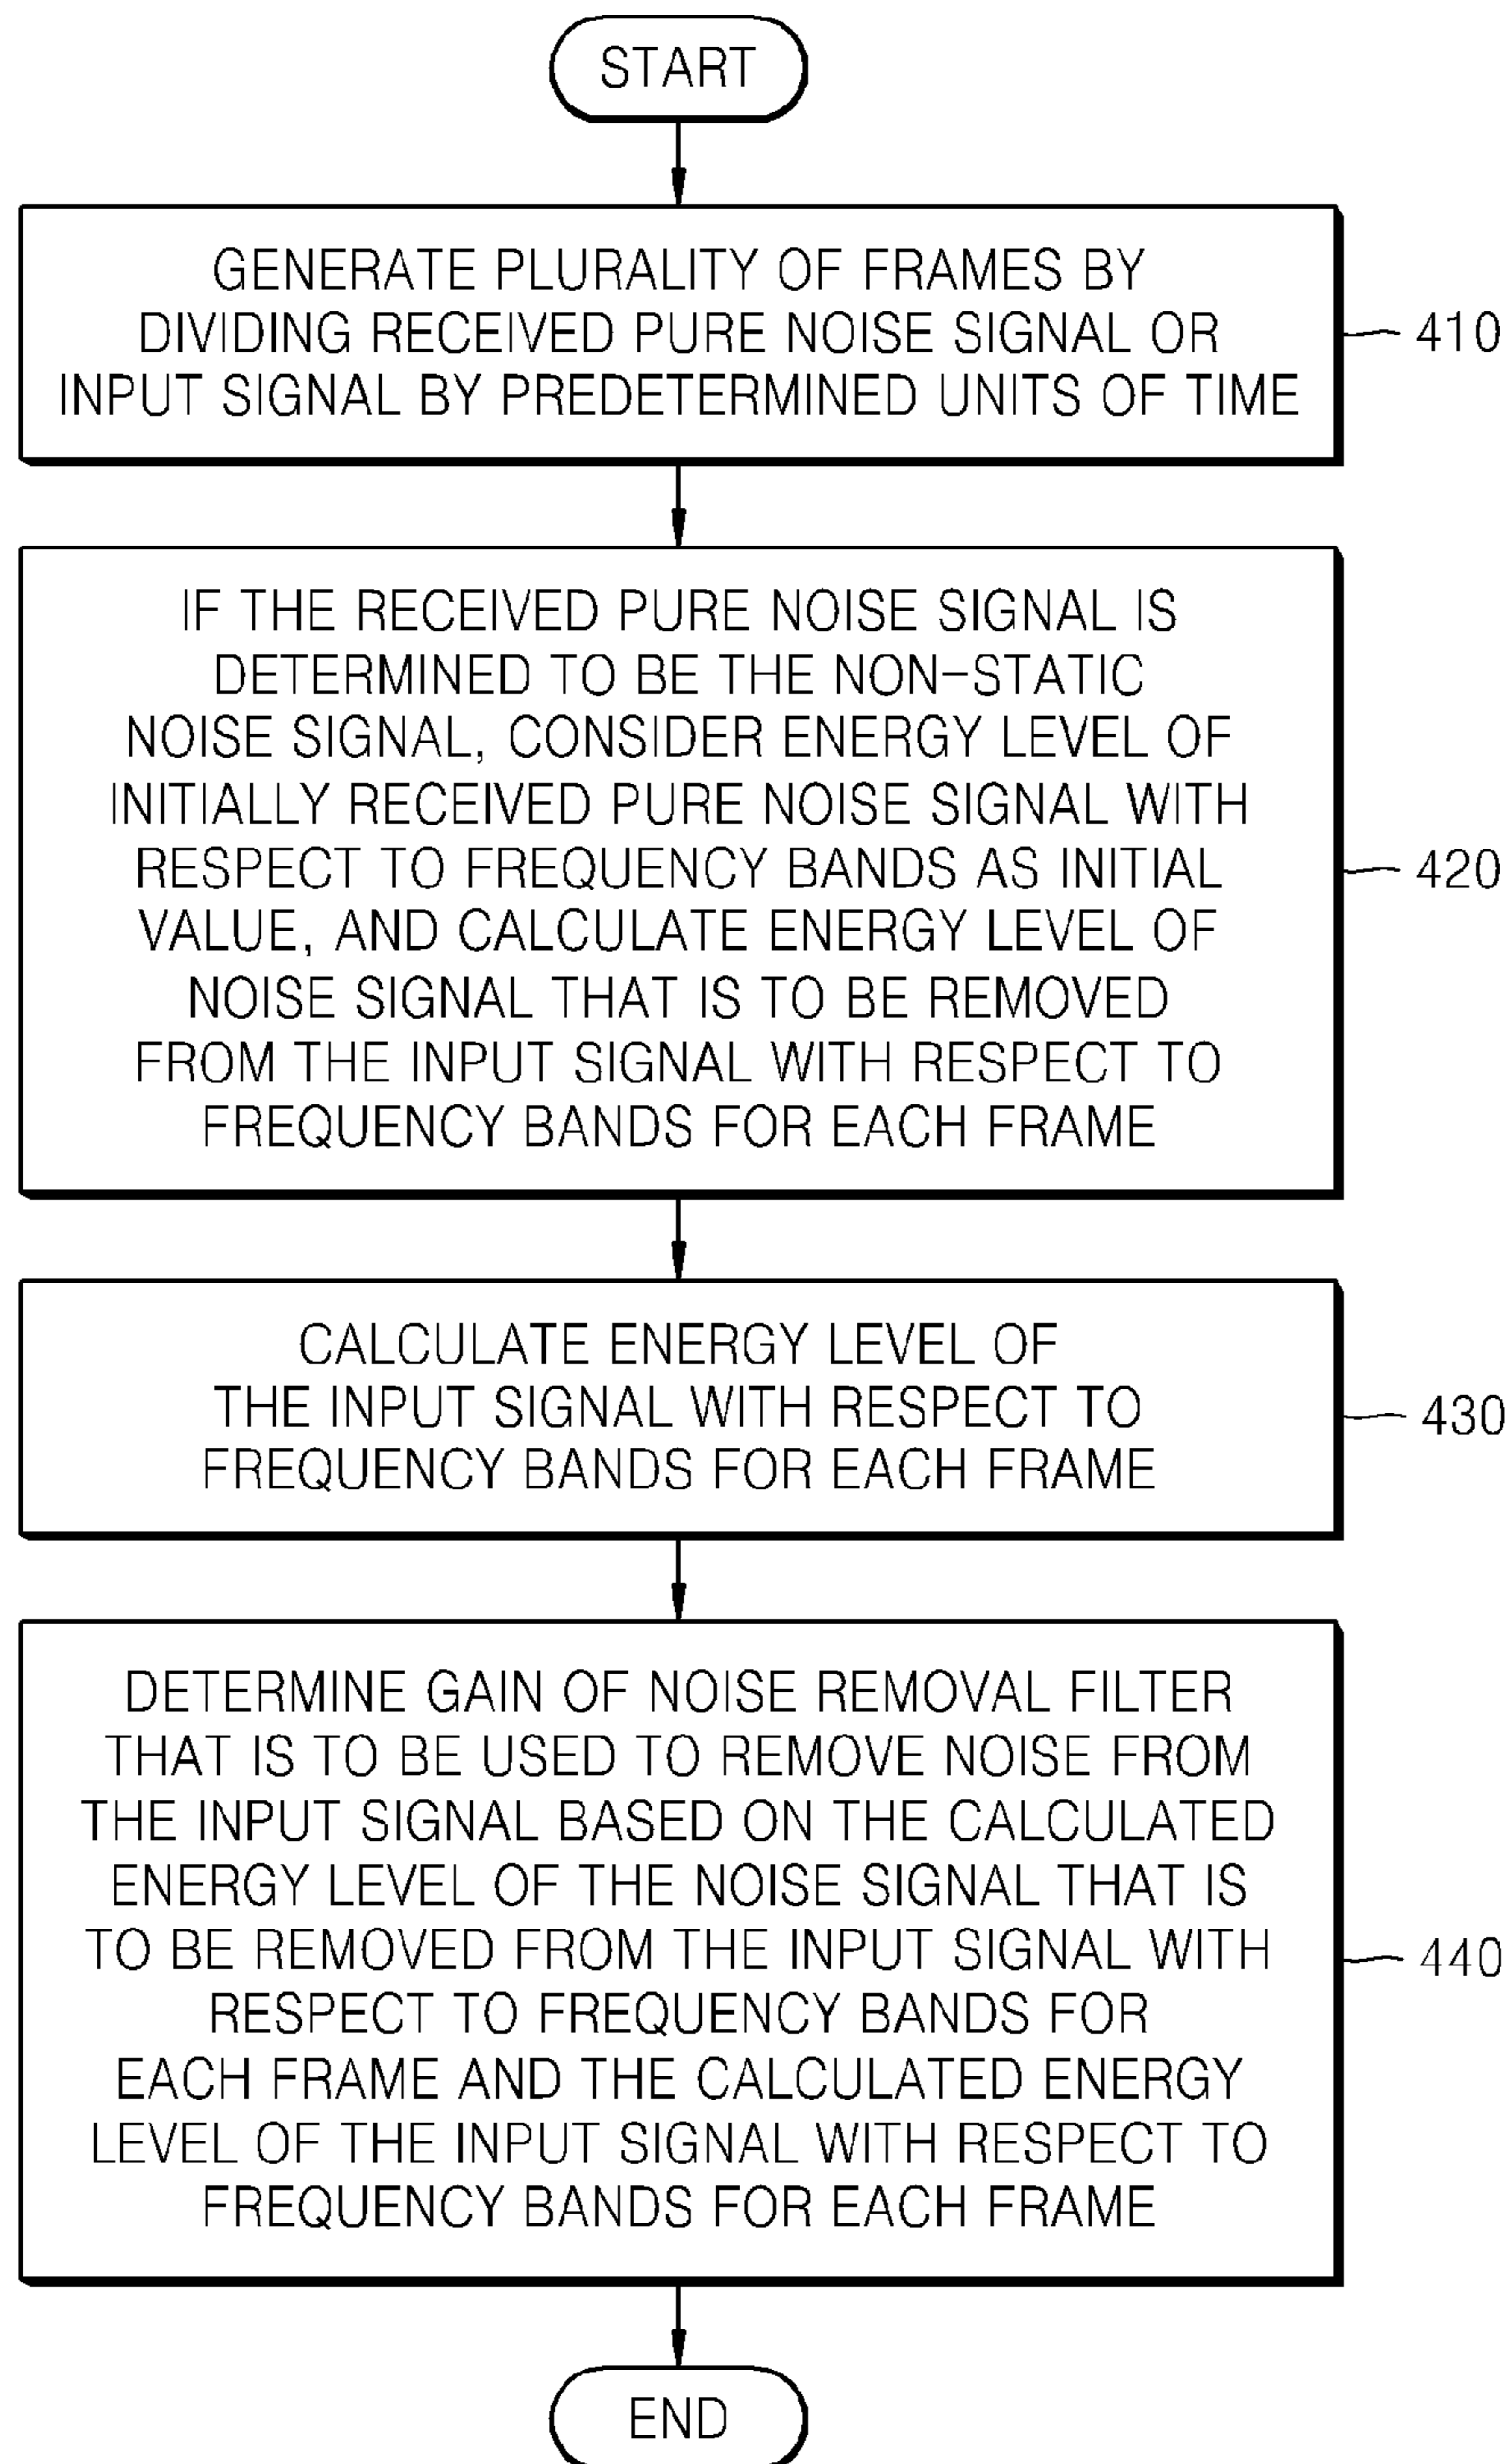 START
GENERATE PLURALITY OF FRAMES BY
DIVIDING RECEIVED PURE NOISE SIGNAL OR
INPUT SIGNAL BY PREDETERMINED UNITS OF TIME
410
IF THE RECEIVED PURE NOISE SIGNAL IS
DETERMINED TO BE THE NON-STATIC
NOISE SIGNAL, CONSIDER ENERGY LEVEL OF
INITIALLY RECEIVED PURE NOISE SIGNAL WITH
RESPECT TO FREQUENCY BANDS AS INITIAL
VALUE, AND CALCULATE ENERGY LEVEL OF
NOISE SIGNAL THAT IS TO BE REMOVED
FROM THE INPUT SIGNAL WITH RESPECT TO
FREQUENCY BANDS FOR EACH FRAME
420
CALCULATE ENERGY LEVEL OF
THE INPUT SIGNAL WITH RESPECT TO
FREQUENCY BANDS FOR EACH FRAME
430
DETERMINE GAIN OF NOISE REMOVAL FILTER
THAT IS TO BE USED TO REMOVE NOISE FROM
THE INPUT SIGNAL BASED ON THE CALCULATED
ENERGY LEVEL OF THE NOISE SIGNAL THAT IS
TO BE REMOVED FROM THE INPUT SIGNAL WITH
RESPECT TO FREQUENCY BANDS FOR
EACH FRAME AND THE CALCULATED ENERGY
LEVEL OF THE INPUT SIGNAL WITH RESPECT TO
FREQUENCY BANDS FOR EACH FRAME
440
END